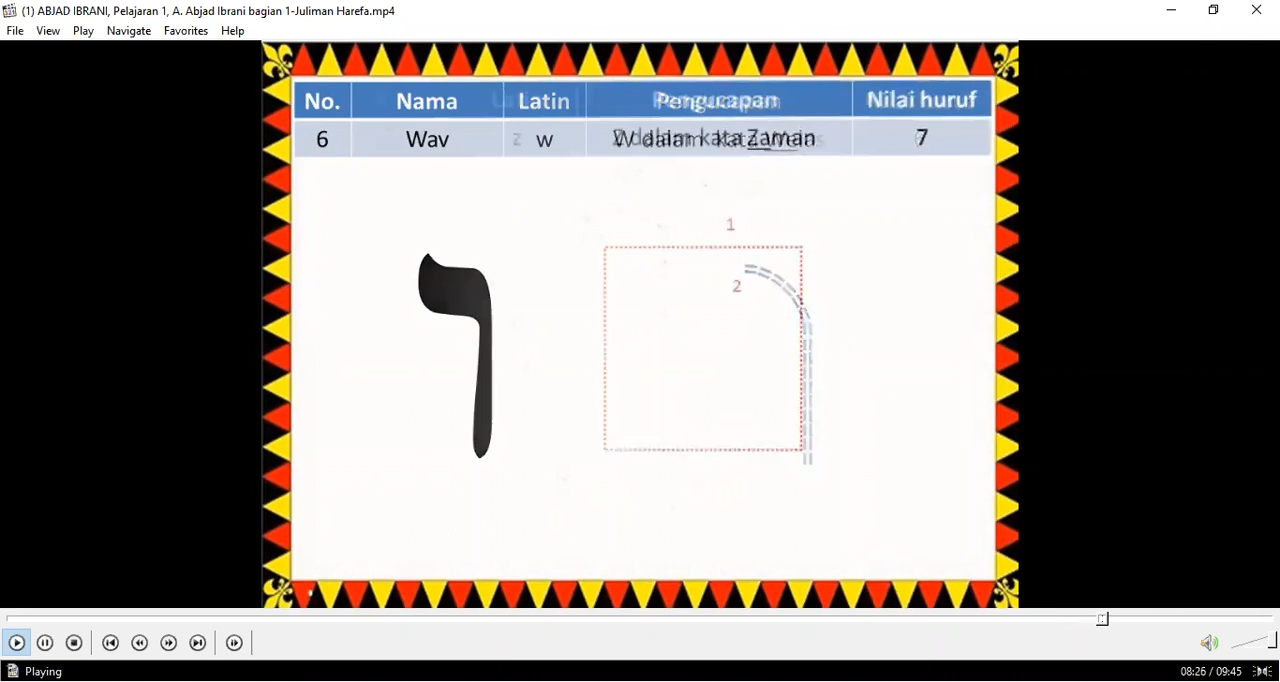 (1) ABJAD IBRANI, Pelajaran 1, A. Abjad Ibrani bagian 1-Juliman Harefa.mp4
File View Play Navigate Favorites Help
No. Nama Latin Pengucapan Nilai huruf
6 Wav z w Z dalam kata Zaman 7
1
ו
2
Playing
08:26 / 09:45